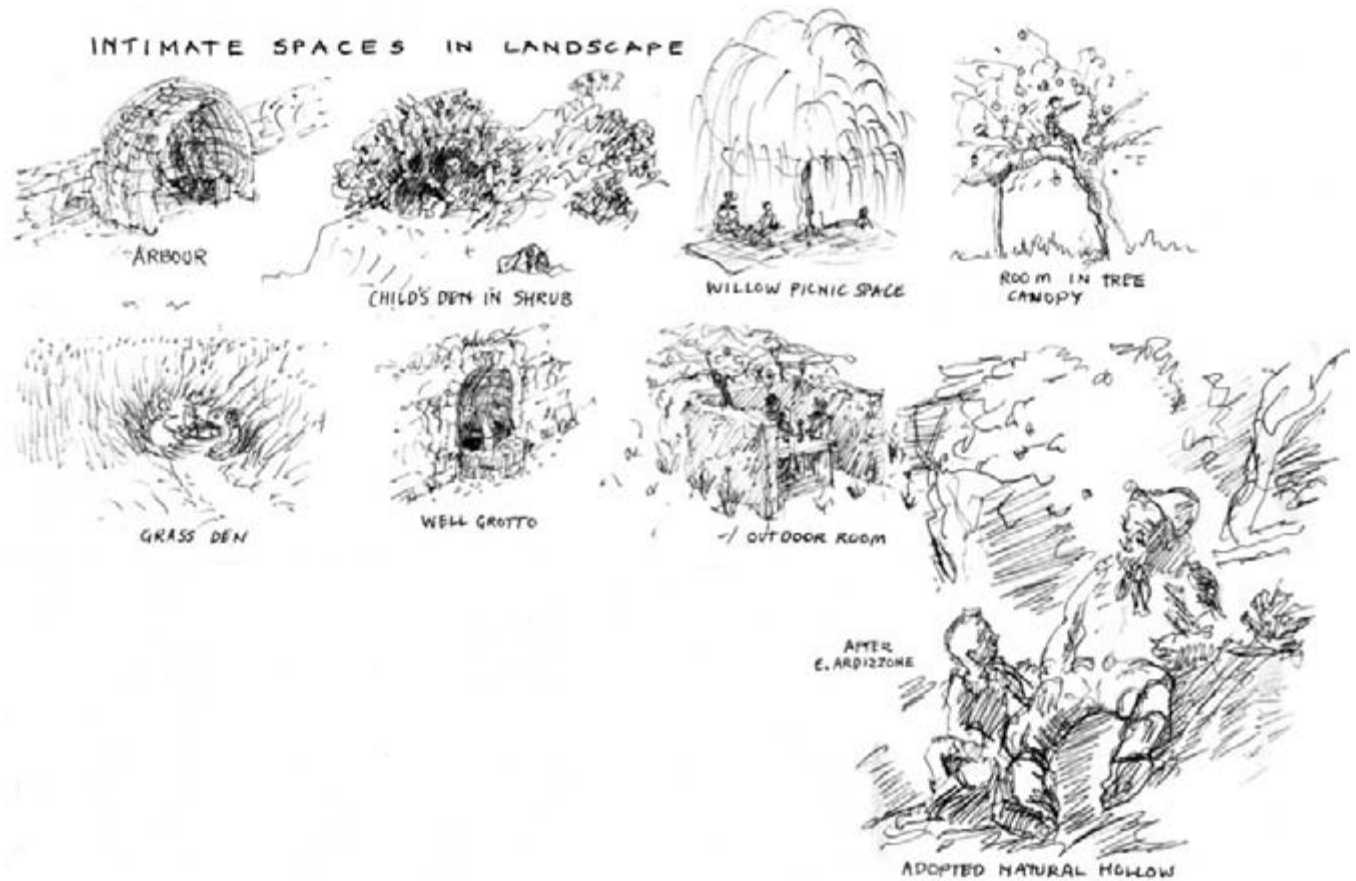 INTIMATE SPACES IN LANDSCAPE
ARBOUR
CHILD'S DEN IN SHRUB
WILLOW PICNIC SPACE
ROOM IN TREE
CANOPY
GRASS DEN
WELL GROTTO
OUTDOOR ROOM
AFTER
E. ARDIZZONE
ADOPTED NATURAL HOLLOW